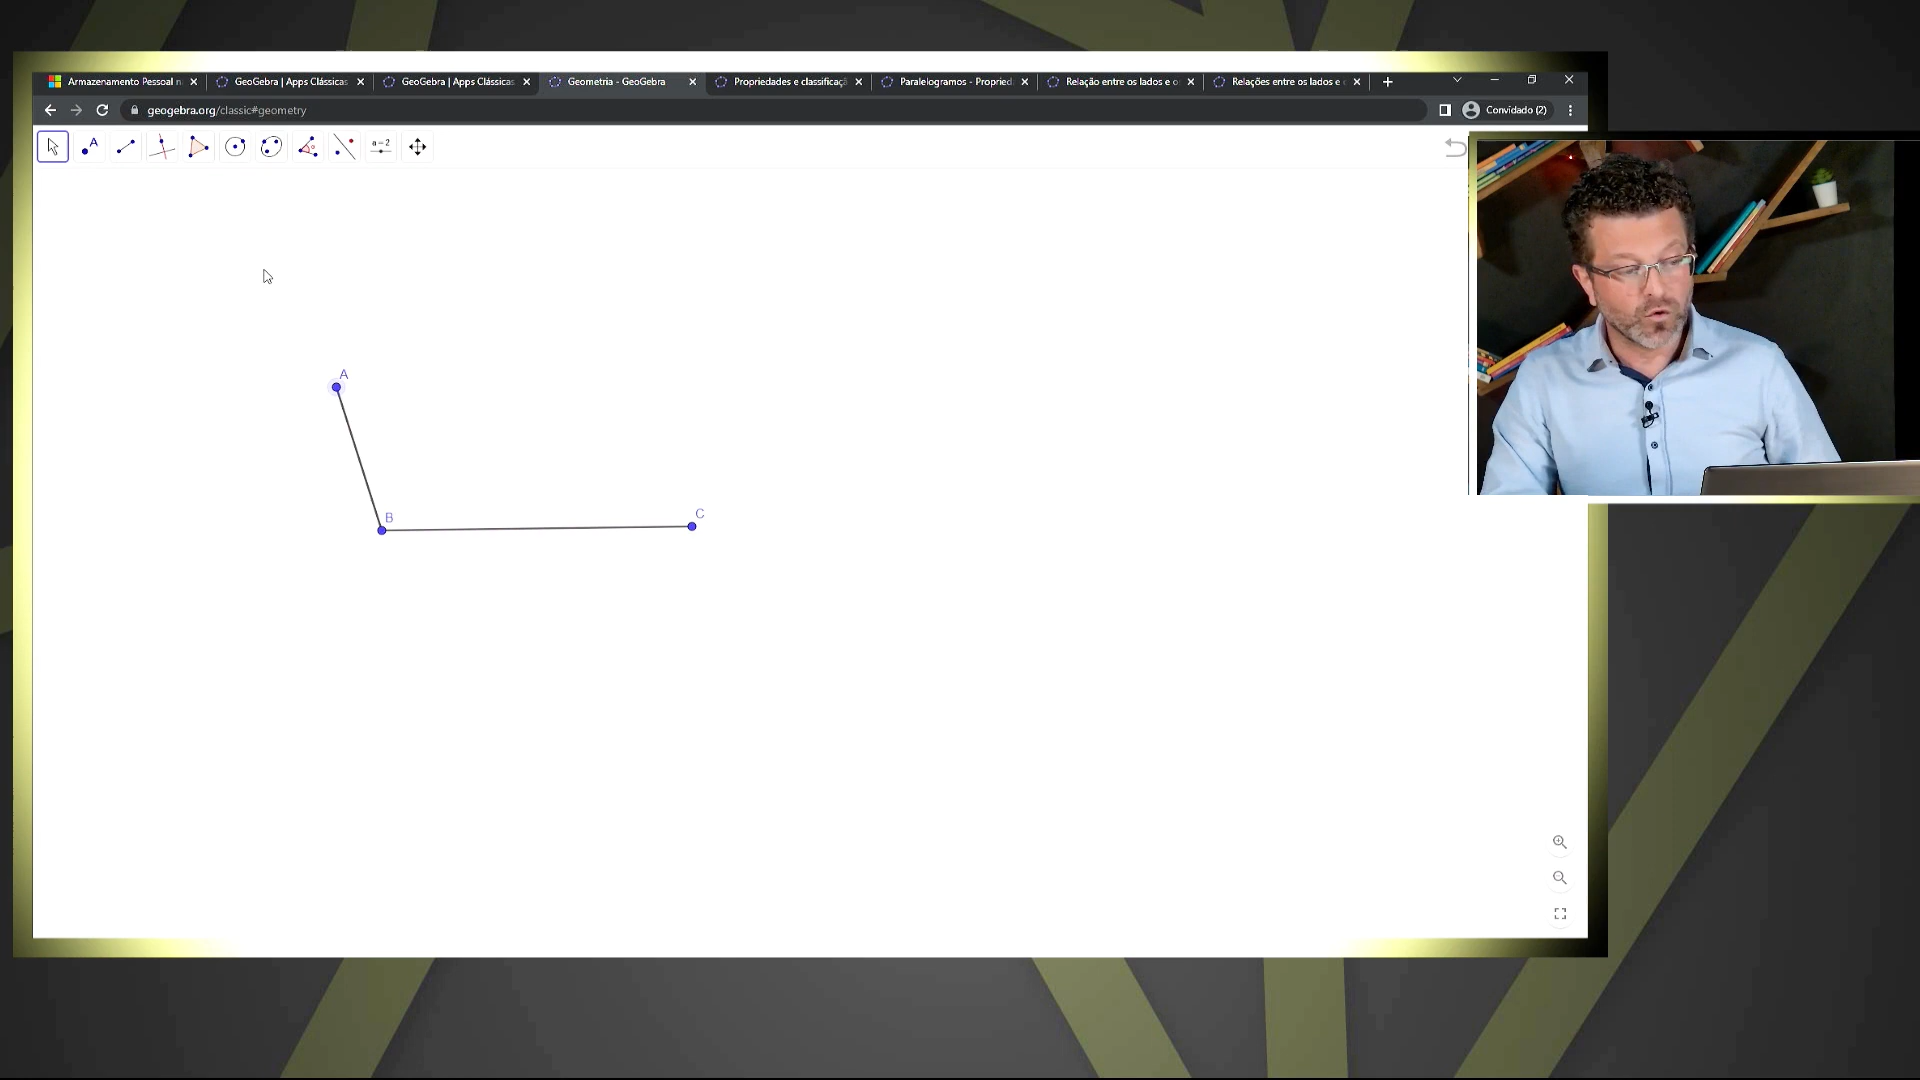 Armazenamento Pessoal n
GeoGebra | Apps Clássicas
GeoGebra | Apps Clássicas
Geometria - GeoGebra
Propriedades e classificaçã
Paralelogramos - Propried
Relação entre os lados e o
Relações entre os lados e
geogebra.org/classic#geometry
Convidado (2)
A
a=2
A
B
C